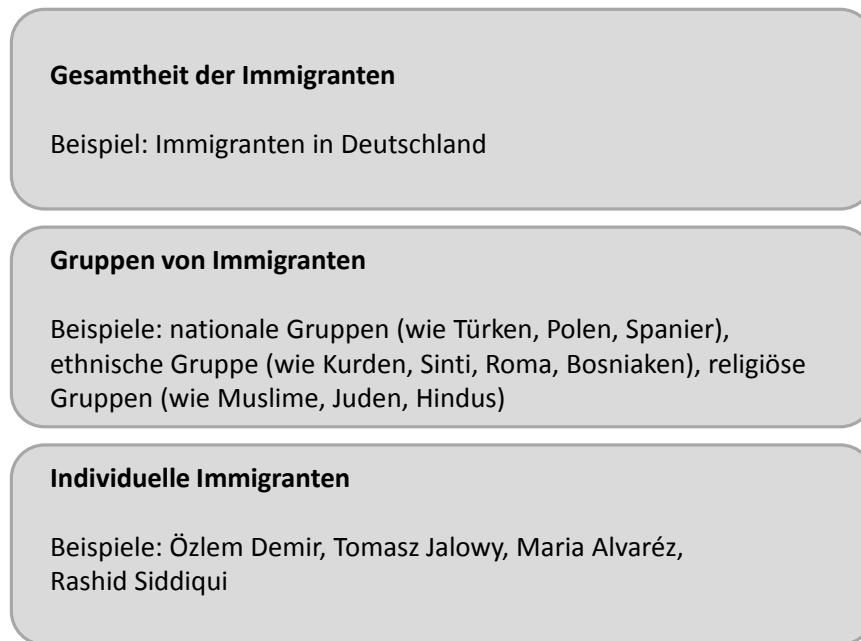 Gesamtheit der Immigranten
Beispiel: Immigranten in Deutschland
Gruppen von Immigranten
Beispiele: nationale Gruppen (wie Türken, Polen, Spanier),
ethnische Gruppe (wie Kurden, Sinti, Roma, Bosniaken), religiöse
Gruppen (wie Muslime, Juden, Hindus)
Individuelle Immigranten
Beispiele: Özlem Demir, Tomasz Jalowy, Maria Alvaréz,
Rashid Siddiqui